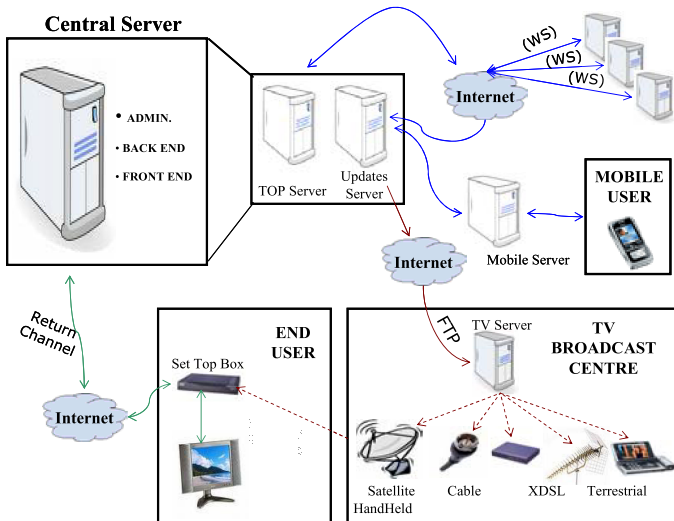 Central Server
• ADMIN.
• BACK END
• FRONT END
TOP Server
Updates
Server
Internet
(WS)
(WS)
(WS)
MOBILE
USER
Mobile Server
Internet
FTP
Return
Channel
Internet
END
USER
Set Top Box
TV Server
TV
BROADCAST
CENTRE
Satellite Cable XDSL Terrestrial
HandHeld